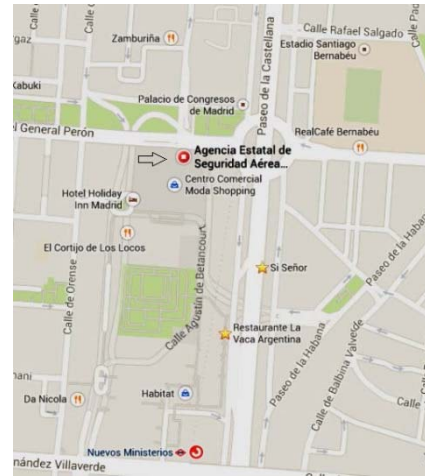 Calle Rafael Salgado
Zamburiña
Estadio Santiago
Bernabéu
Paseo de la Castellana
Kabuki
Palacio de Congresos
de Madrid
el General Perón
RealCafé Bernabéu
Agencia Estatal de
Seguridad Aérea...
Centro Comercial
Moda Shopping
Hotel Holiday
Inn Madrid
El Cortijo de Los Locos
Calle de Orense
Calle Agustín de Betancourt
Si Señor
Paseo de la Habana
Restaurante La
Vaca Argentina
Paseo de la Habana
Calle de Balbina Valverde
Da Nicola
Habitat
Calle
Nuevos Ministerios
nández Villaverde